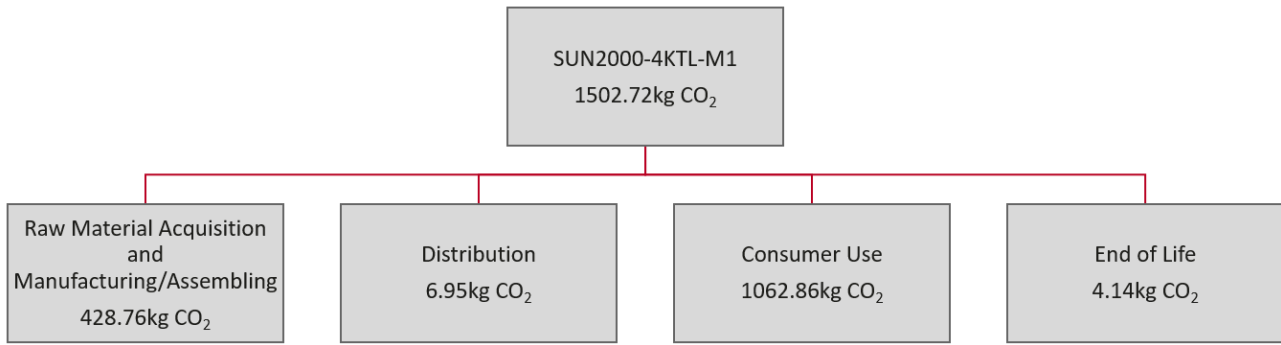 SUN2000-4KTL-M1
1502.72kg CO₂
Raw Material Acquisition
and
Manufacturing/Assembling
428.76kg CO₂
Distribution
6.95kg CO₂
Consumer Use
1062.86kg CO₂
End of Life
4.14kg CO₂